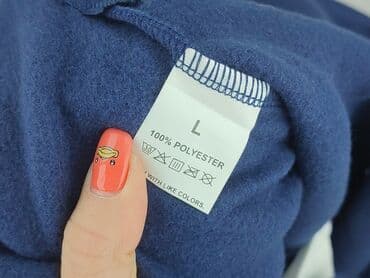 L
100% POLYESTER
WITH LIKE COLORS.